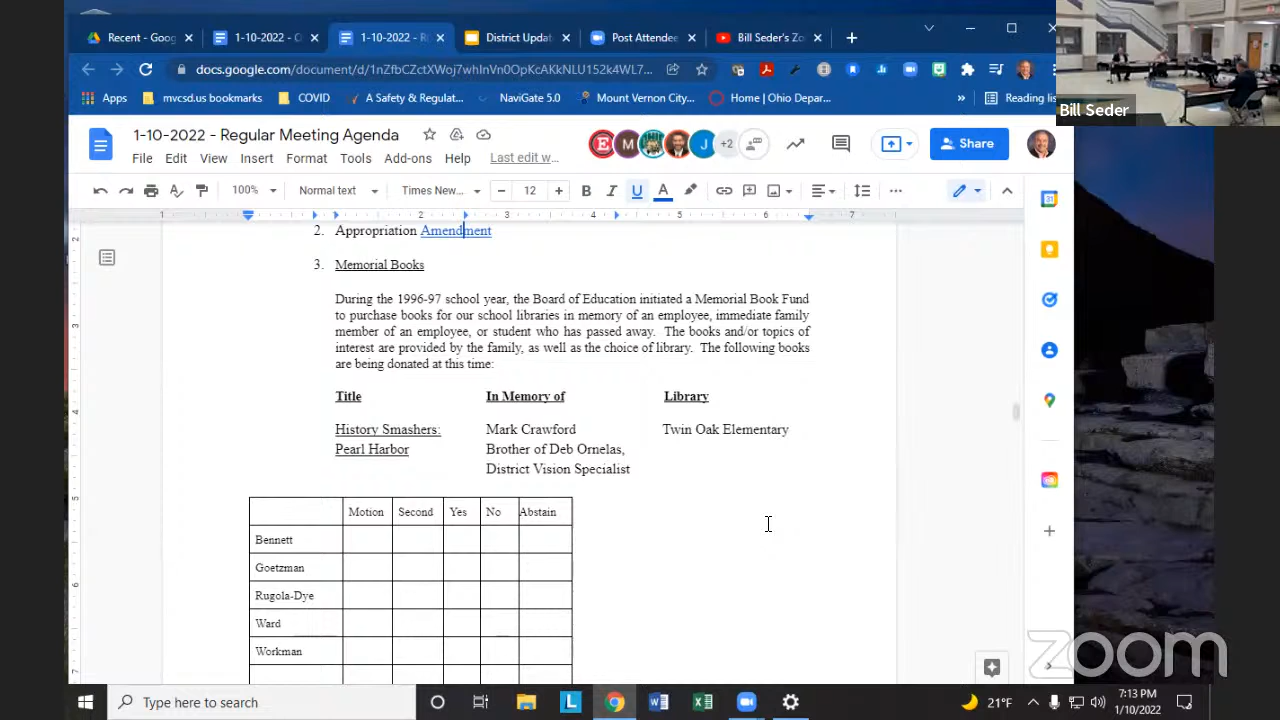 Recent - Goog
1-10-2022 - O
1-10-2022 - R
District Updat
Post Attendee
Bill Seder's Zo
docs.google.com/document/d/1nZfbCZctXWoj7whInVn0OpKcAKkNLU152k4WL7...
Apps
mvcsd.us bookmarks
COVID
A Safety & Regulat...
NaviGate 5.0
Mount Vernon City...
Home | Ohio Depar...
»
Reading list
Bill Seder
1-10-2022 - Regular Meeting Agenda
File Edit View Insert Format Tools Add-ons Help Last edit w...
E M J +2
Share
100% Normal text Times New... 12 B I U A
1 1 2 3 4 5 6 7
2. Appropriation Amendment
3. Memorial Books
During the 1996-97 school year, the Board of Education initiated a Memorial Book Fund
to purchase books for our school libraries in memory of an employee, immediate family
member of an employee, or student who has passed away. The books and/or topics of
interest are provided by the family, as well as the choice of library. The following books
are being donated at this time:
Title In Memory of Library
History Smashers: Mark Crawford Twin Oak Elementary
Pearl Harbor Brother of Deb Ornelas,
District Vision Specialist
Motion Second Yes No Abstain
Bennett
Goetzman
Rugola-Dye
Ward
Workman
zoom
Type here to search
21°F
7:13 PM
1/10/2022